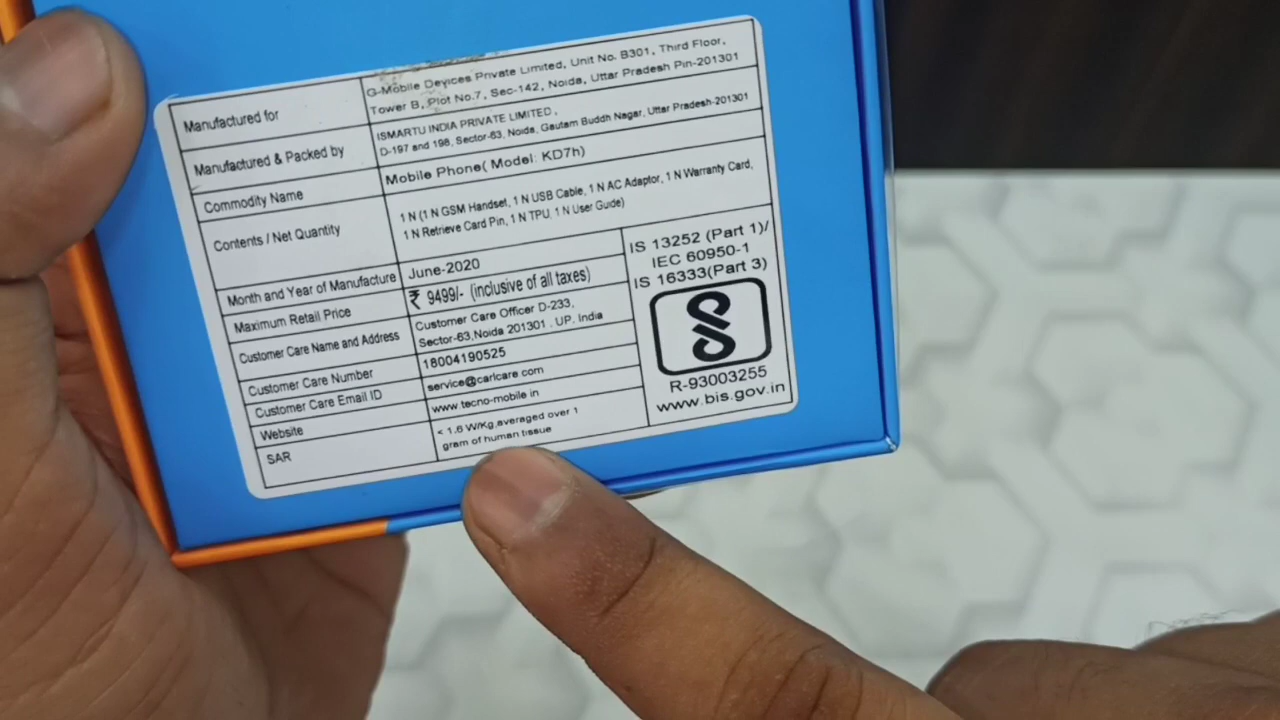 Manufactured for
G-Mobile Devices Private Limited, Unit No. B301, Third Floor,
Tower B, Plot No.7, Sec-142, Noida, Uttar Pradesh Pin-201301
Manufactured & Packed by
ISMARTU INDIA PRIVATE LIMITED ,
D-197 and 198, Sector-63, Noida, Gautam Buddh Nagar, Uttar Pradesh-201301
Commodity Name
Mobile Phone( Model: KD7h)
Contents / Net Quantity
1 N (1 N GSM Handset, 1 N USB Cable, 1 N AC Adaptor, 1 N Warranty Card,
1 N Retrieve Card Pin, 1 N TPU, 1 N User Guide)
Month and Year of Manufacture
June-2020
Maximum Retail Price
₹ 9499/- (inclusive of all taxes)
Customer Care Name and Address
Customer Care Officer D-233,
Sector-63,Noida 201301 . UP. India
Customer Care Number
18004190525
Customer Care Email ID
service@carlcare.com
Website
www.tecno-mobile in
SAR
< 1.6 W/Kg,averaged over 1
gram of human tissue
IS 13252 (Part 1)/
IEC 60950-1
IS 16333(Part 3)
R-93003255
www.bis.gov.in